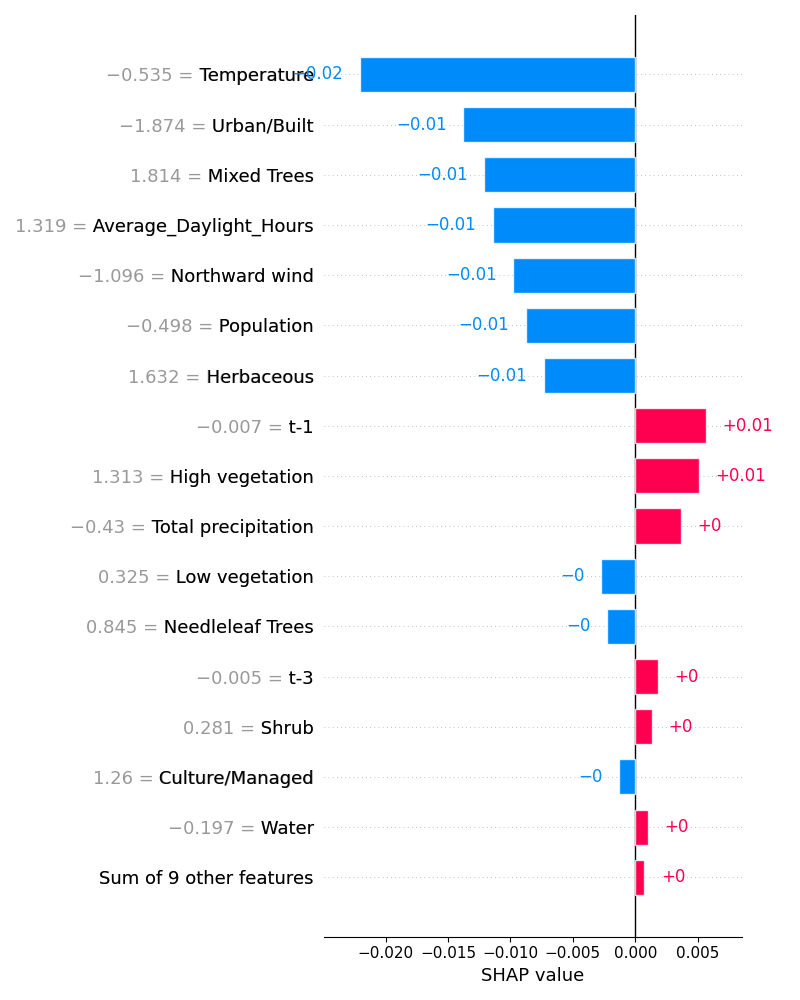 −0.535 = Temperature −0.02
−1.874 = Urban/Built −0.01
1.814 = Mixed Trees −0.01
1.319 = Average_Daylight_Hours −0.01
−1.096 = Northward wind −0.01
−0.498 = Population −0.01
1.632 = Herbaceous −0.01
−0.007 = t-1 +0.01
1.313 = High vegetation +0.01
−0.43 = Total precipitation +0
0.325 = Low vegetation −0
0.845 = Needleleaf Trees −0
−0.005 = t-3 +0
0.281 = Shrub +0
1.26 = Culture/Managed −0
−0.197 = Water +0
Sum of 9 other features +0
−0.020 −0.015 −0.010 −0.005 0.000 0.005
SHAP value